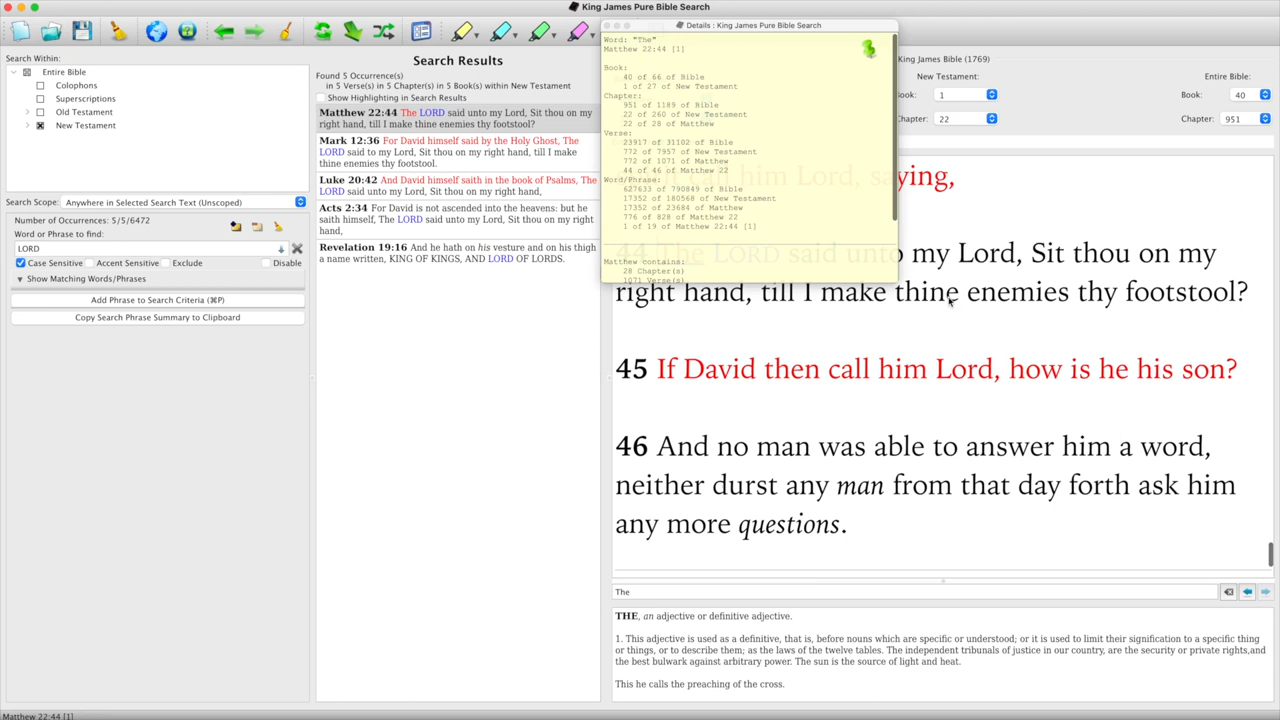 King James Pure Bible Search
Search Within:
Entire Bible
Colophons
Superscriptions
Old Testament
New Testament
Search Scope:
Anywhere in Selected Search Text (Unscoped)
Number of Occurrences: 5/5/6472
Word or Phrase to find:
LORD
Case Sensitive
Accent Sensitive
Exclude
Disable
Show Matching Words/Phrases
Add Phrase to Search Criteria (⌘P)
Copy Search Phrase Summary to Clipboard
Search Results
Found 5 Occurrence(s)
in 5 Verse(s) in 5 Chapter(s) in 5 Book(s) within New Testament
Show Highlighting in Search Results
Matthew 22:44 The LORD said unto my Lord, Sit thou on my
right hand, till I make thine enemies thy footstool?
Mark 12:36 For David himself said by the Holy Ghost, The
LORD said to my Lord, Sit thou on my right hand, till I make
thine enemies thy footstool.
Luke 20:42 And David himself saith in the book of Psalms, The
LORD said unto my Lord, Sit thou on my right hand,
Acts 2:34 For David is not ascended into the heavens: but he
saith himself, The LORD said unto my Lord, Sit thou on my right
hand,
Revelation 19:16 And he hath on his vesture and on his thigh
a name written, KING OF KINGS, AND LORD OF LORDS.
Details : King James Pure Bible Search
Word: "The"
Matthew 22:44 [1]
Book:
40 of 66 of Bible
1 of 27 of New Testament
Chapter:
951 of 1189 of Bible
22 of 260 of New Testament
22 of 28 of Matthew
Verse:
23917 of 31102 of Bible
772 of 7957 of New Testament
772 of 1071 of Matthew
44 of 46 of Matthew 22
Word/Phrase:
627633 of 790849 of Bible
17352 of 180568 of New Testament
17352 of 23684 of Matthew
776 of 828 of Matthew 22
1 of 19 of Matthew 22:44 [1]
Matthew contains:
28 Chapter(s)
1071 Verse(s)
King James Bible (1769)
New Testament:
Entire Bible:
Book: 1
Book: 40
Chapter: 22
Chapter: 951
call him Lord, saying,
44 The LORD said unto my Lord, Sit thou on my
right hand, till I make thine enemies thy footstool?
45 If David then call him Lord, how is he his son?
46 And no man was able to answer him a word,
neither durst any man from that day forth ask him
any more questions.
The
THE, an adjective or definitive adjective.
1. This adjective is used as a definitive, that is, before nouns which are specific or understood; or it is used to limit their signification to a specific thing
or things, or to describe them; as the laws of the twelve tables. The independent tribunals of justice in our country, are the security or private rights,and
the best bulwark against arbitrary power. The sun is the source of light and heat.
This he calls the preaching of the cross.
Matthew 22:44 [1]